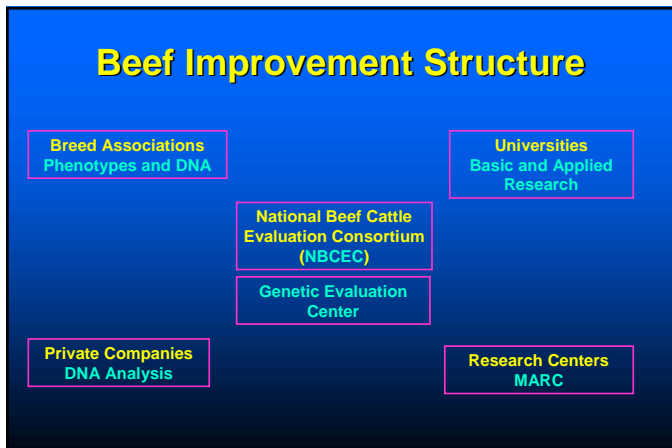 Beef Improvement Structure
Breed Associations
Phenotypes and DNA
Universities
Basic and Applied
Research
National Beef Cattle
Evaluation Consortium
(NBCEC)
Genetic Evaluation
Center
Private Companies
DNA Analysis
Research Centers
MARC